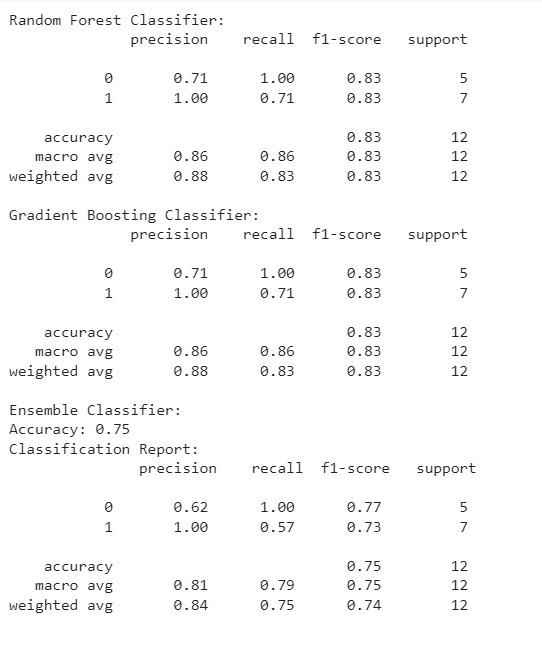 Random Forest Classifier:
precision recall f1-score support
0 0.71 1.00 0.83 5
1 1.00 0.71 0.83 7
accuracy 0.83 12
macro avg 0.86 0.86 0.83 12
weighted avg 0.88 0.83 0.83 12
Gradient Boosting Classifier:
precision recall f1-score support
0 0.71 1.00 0.83 5
1 1.00 0.71 0.83 7
accuracy 0.83 12
macro avg 0.86 0.86 0.83 12
weighted avg 0.88 0.83 0.83 12
Ensemble Classifier:
Accuracy: 0.75
Classification Report:
precision recall f1-score support
0 0.62 1.00 0.77 5
1 1.00 0.57 0.73 7
accuracy 0.75 12
macro avg 0.81 0.79 0.75 12
weighted avg 0.84 0.75 0.74 12